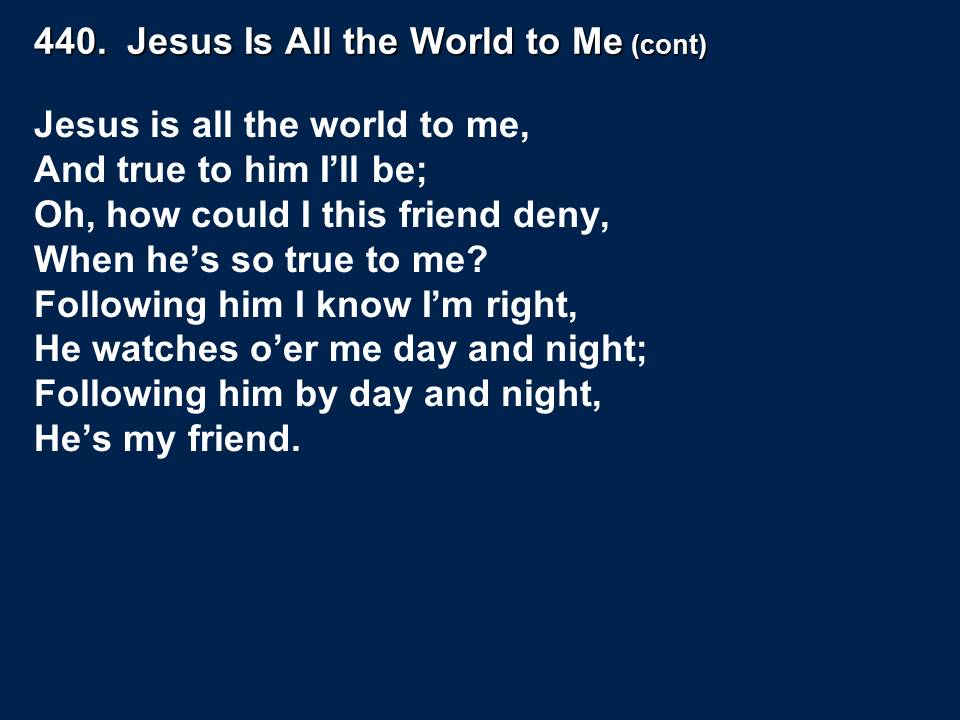 440.  Jesus Is All the World to Me (cont)
Jesus is all the world to me,
And true to him I’ll be;
Oh, how could I this friend deny,
When he’s so true to me?
Following him I know I’m right,
He watches o’er me day and night;
Following him by day and night,
He’s my friend.